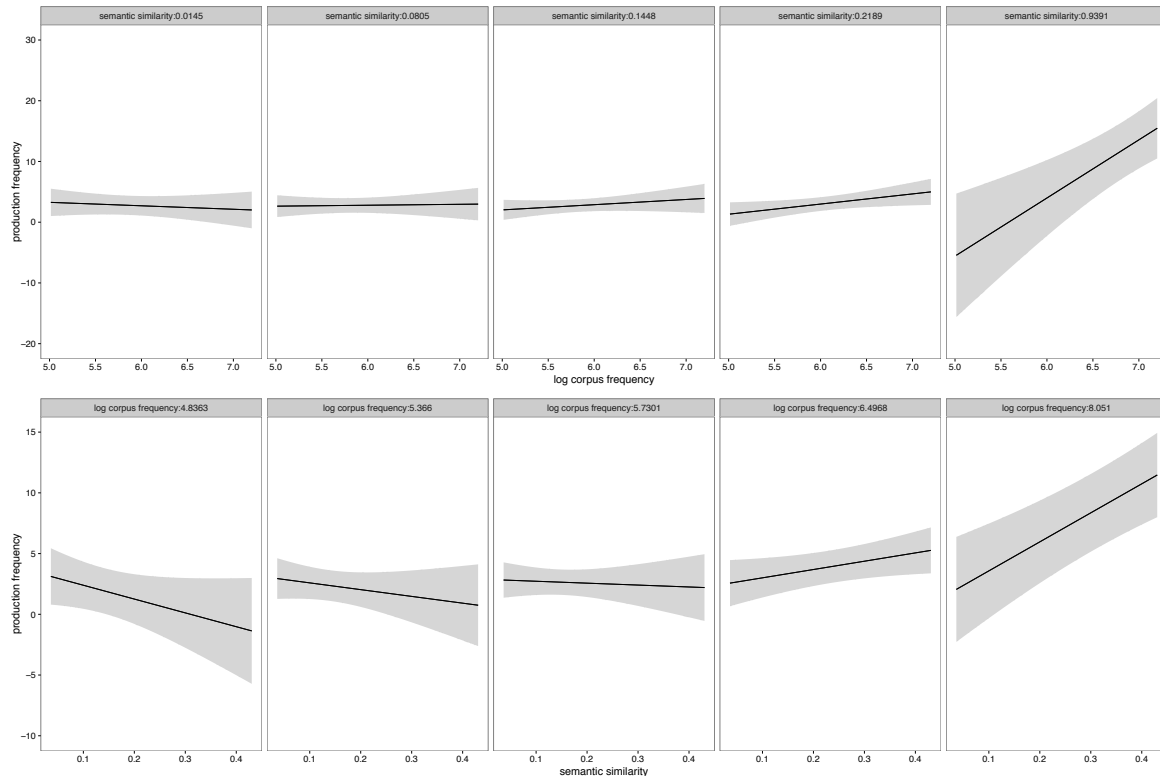 semantic similarity:0.0145 semantic similarity:0.0805 semantic similarity:0.1448 semantic similarity:0.2189 semantic similarity:0.9391
30
20
10
0
−10
−20
production frequency
5.0 5.5 6.0 6.5 7.0 5.0 5.5 6.0 6.5 7.0 5.0 5.5 6.0 6.5 7.0 5.0 5.5 6.0 6.5 7.0 5.0 5.5 6.0 6.5 7.0
log corpus frequency
log corpus frequency:4.8363 log corpus frequency:5.366 log corpus frequency:5.7301 log corpus frequency:6.4968 log corpus frequency:8.051
15
10
5
0
−5
−10
production frequency
0.1 0.2 0.3 0.4 0.1 0.2 0.3 0.4 0.1 0.2 0.3 0.4 0.1 0.2 0.3 0.4 0.1 0.2 0.3 0.4
semantic similarity